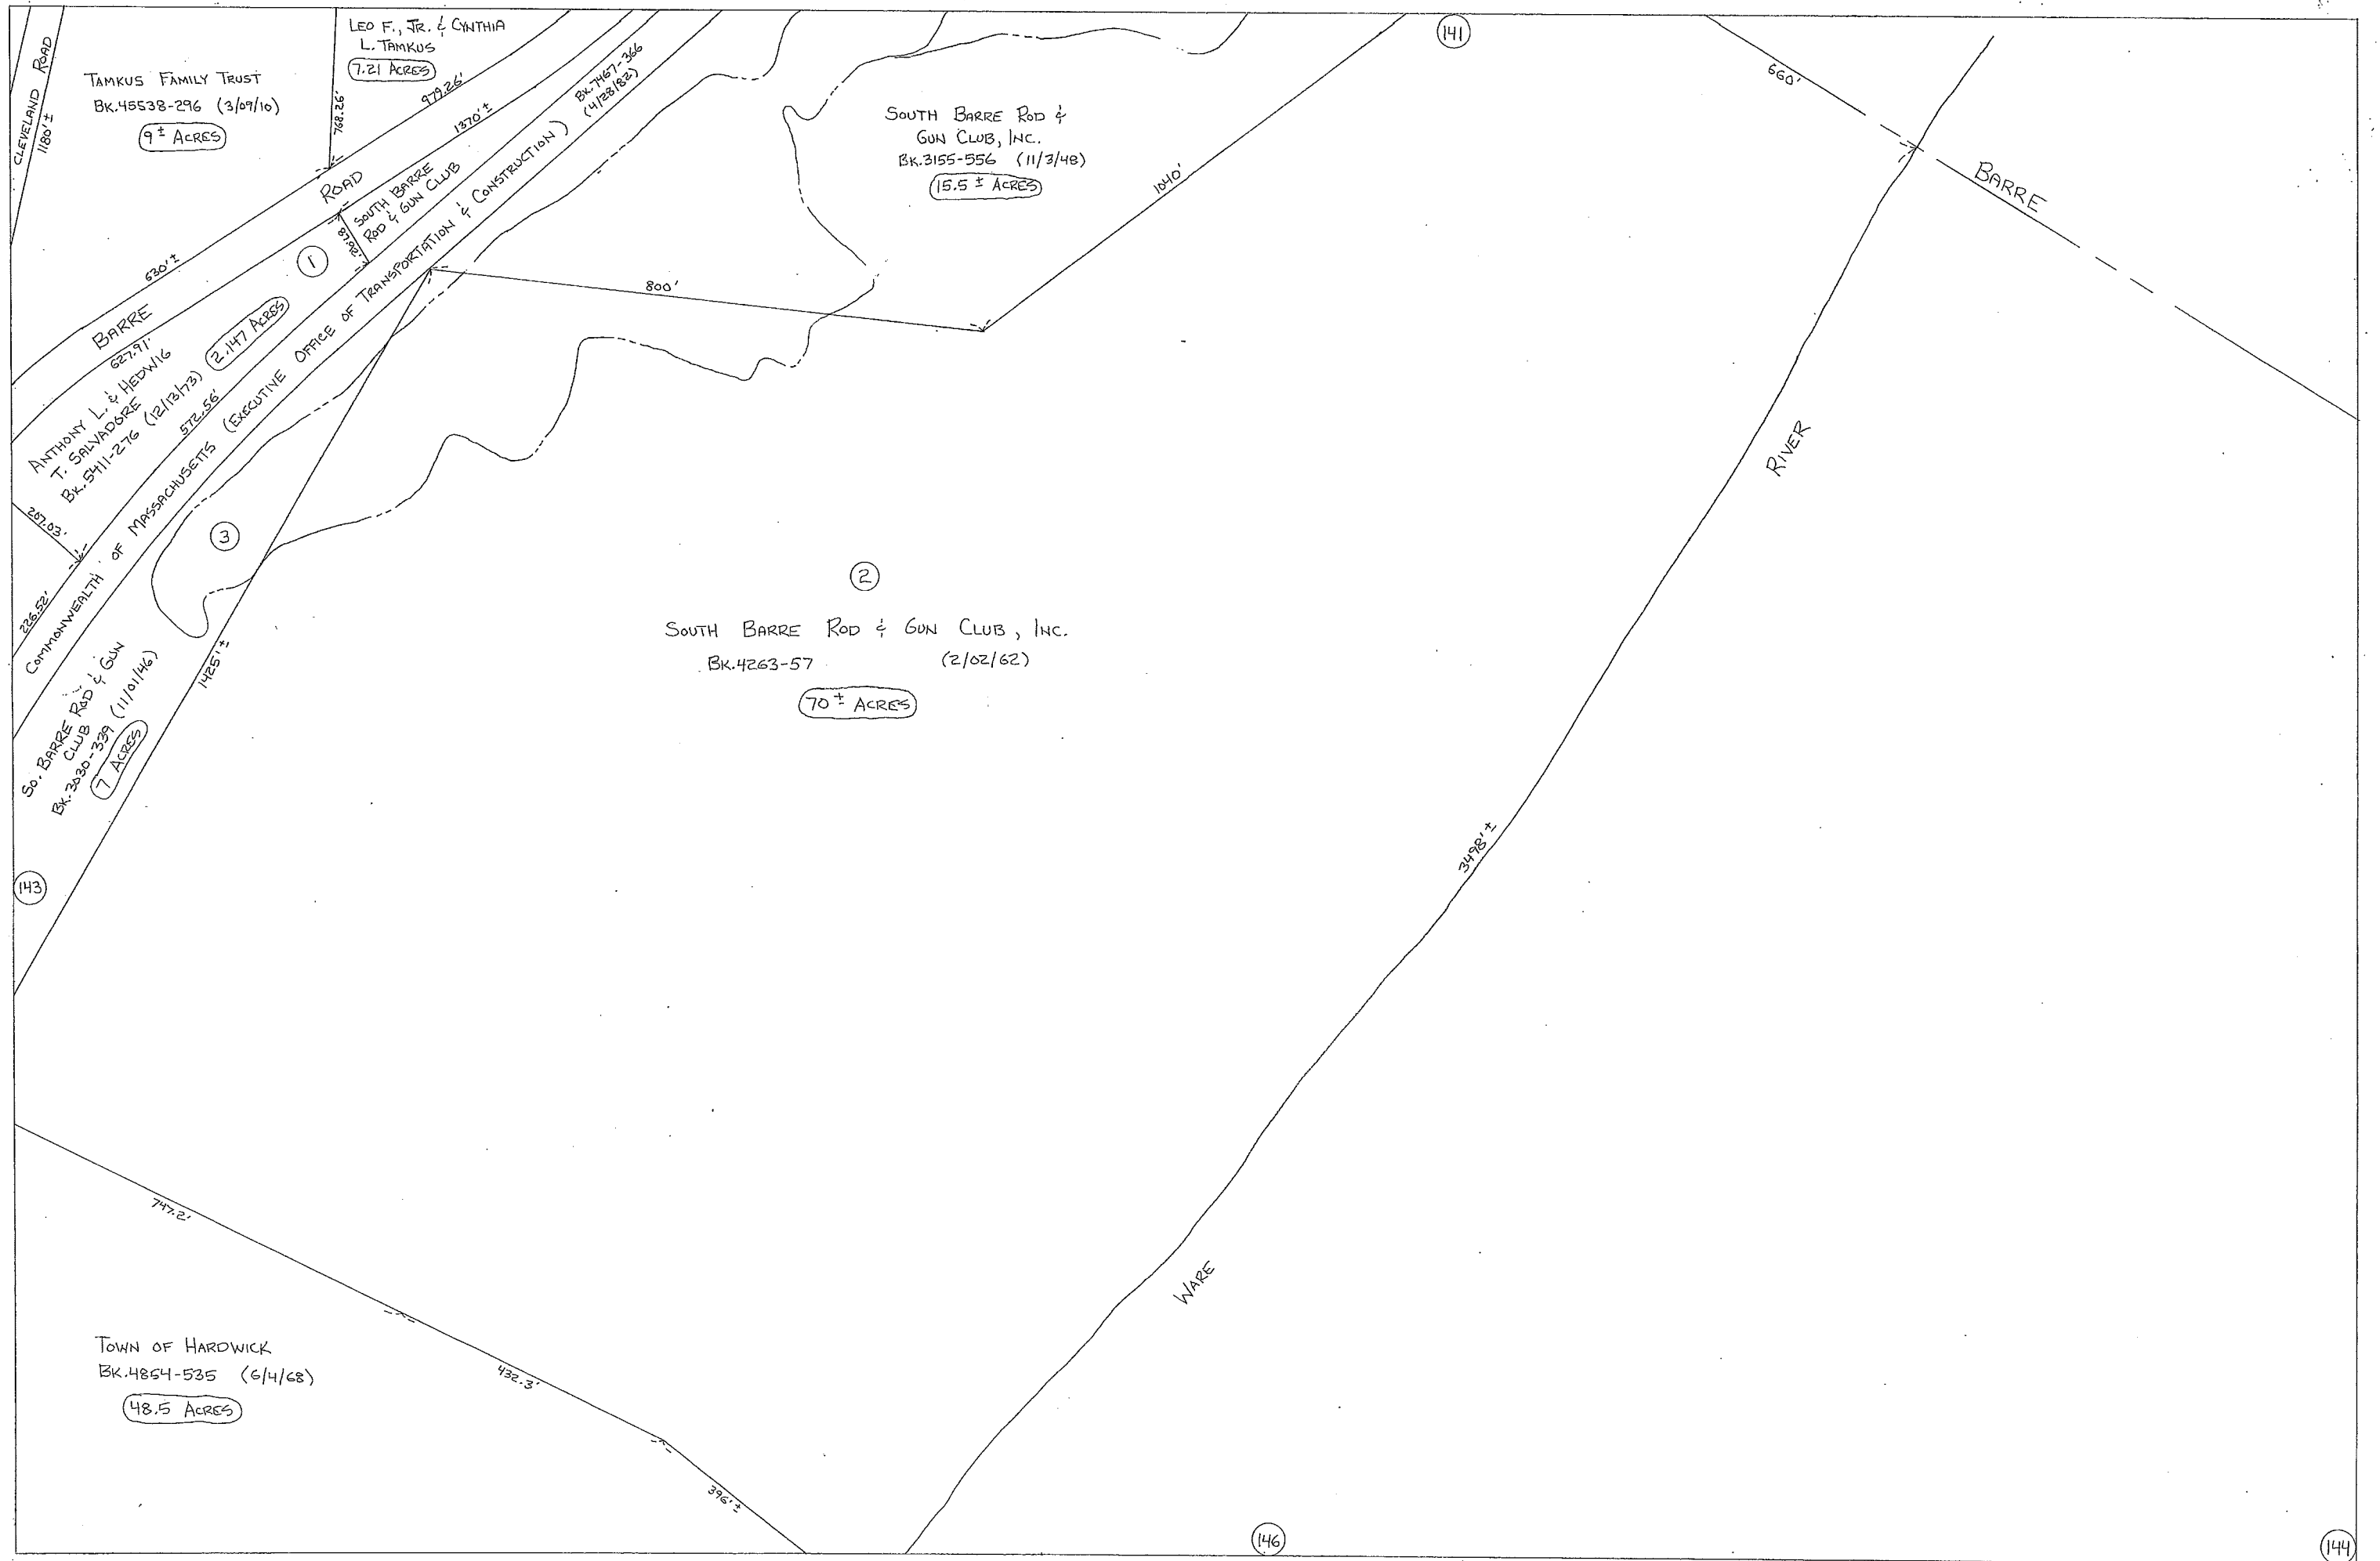 CLEVELAND ROAD
1180'±
TAMKUS FAMILY TRUST
BK.45538-296 (3/09/10)
9± ACRES
LEO F., JR. & CYNTHIA
L. TAMKUS
7.21 ACRES
768.26'
979.26'
1370'±
BK.7467-366
(4/28/82)
141
660'
BARRE
SOUTH BARRE ROD &
GUN CLUB, INC.
BK.3155-556 (11/3/48)
15.5± ACRES
1040'
800'
630'±
BARRE ROAD
SOUTH BARRE
ROD & GUN CLUB
87.92'
1
627.91'
ANTHONY L. & HEDWIG
T. SALVADORE
BK.5411-276 (12/13/73)
2.147 ACRES
572.56'
207.03'
226.52'
COMMONWEALTH OF MASSACHUSETTS (EXECUTIVE OFFICE OF TRANSPORTATION & CONSTRUCTION)
3
1425'±
SO. BARRE ROD & GUN
CLUB
BK.3030-339 (11/01/46)
7 ACRES
2
SOUTH BARRE ROD & GUN CLUB, INC.
BK.4263-57 (2/02/62)
70± ACRES
RIVER
3498'±
WARE
143
747.2'
432.3'
396'±
TOWN OF HARDWICK
BK.4854-535 (6/4/68)
48.5 ACRES
146
144